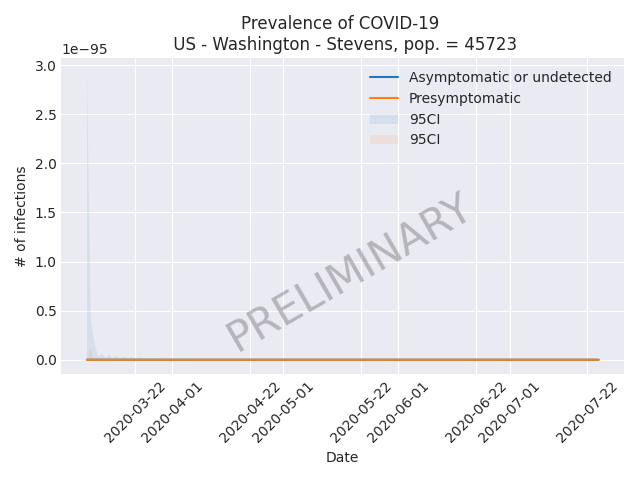 Prevalence of COVID-19
US - Washington - Stevens, pop. = 45723
1e−95
3.0
2.5
2.0
1.5
1.0
0.5
0.0
# of infections
Asymptomatic or undetected
Presymptomatic
95CI
95CI
PRELIMINARY
2020-03-22
2020-04-01
2020-04-22
2020-05-01
2020-05-22
2020-06-01
2020-06-22
2020-07-01
2020-07-22
Date